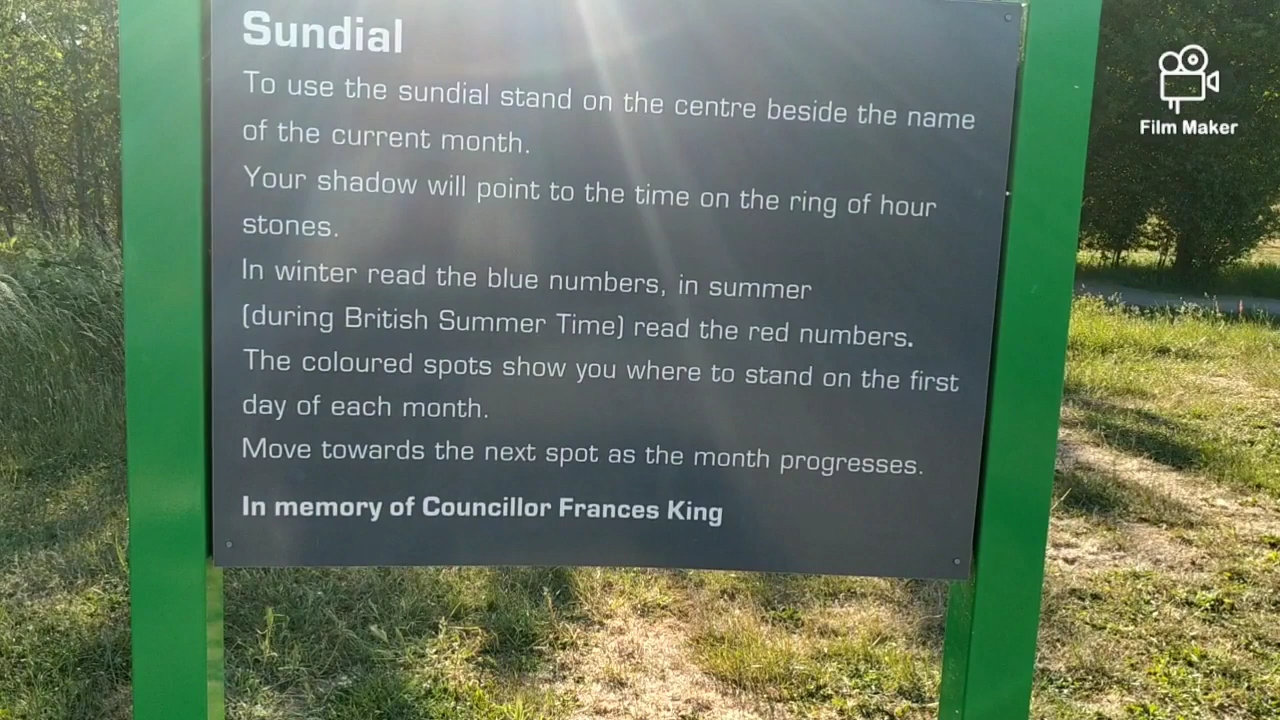 Sundial
To use the sundial stand on the centre beside the name
of the current month.
Your shadow will point to the time on the ring of hour
stones.
In winter read the blue numbers, in summer
(during British Summer Time) read the red numbers.
The coloured spots show you where to stand on the first
day of each month.
Move towards the next spot as the month progresses.
In memory of Councillor Frances King
Film Maker